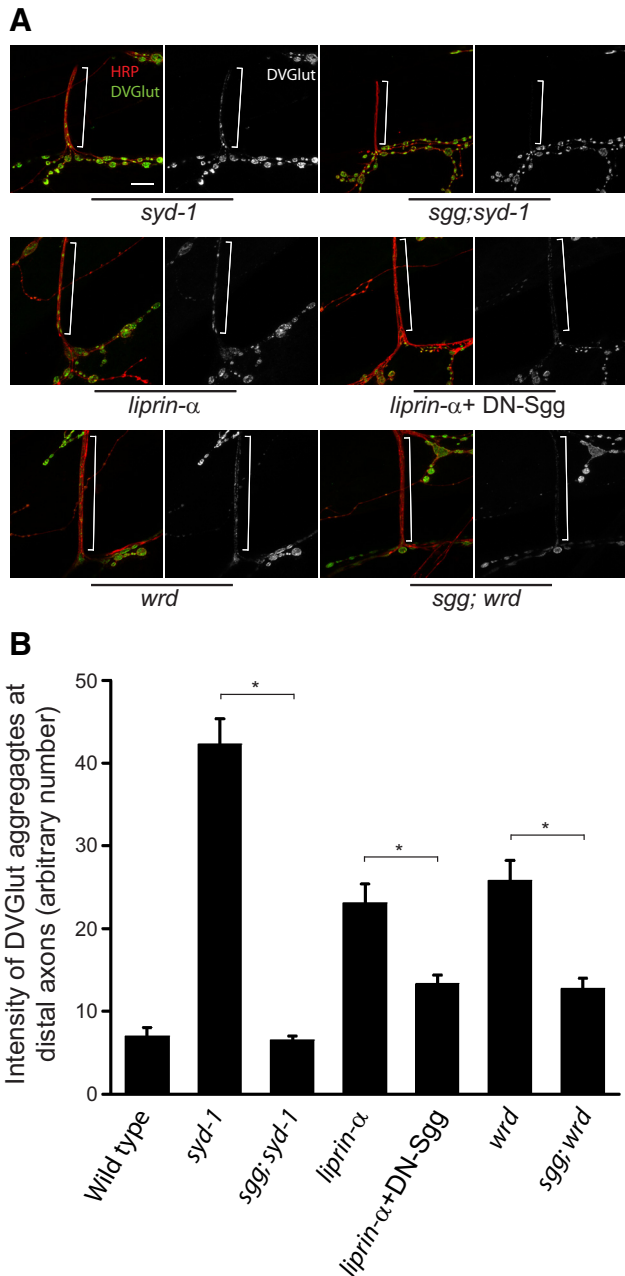 A
HRP
DVGlut
DVGlut
syd-1
sgg;syd-1
liprin-α
liprin-α+ DN-Sgg
wrd
sgg; wrd
B
Intensity of DVGlut aggregagtes at
distal axons (arbitrary number)
50
40
30
20
10
0
*
*
*
Wild type
syd-1
sgg; syd-1
liprin-α
liprin-α+DN-Sgg
wrd
sgg; wrd